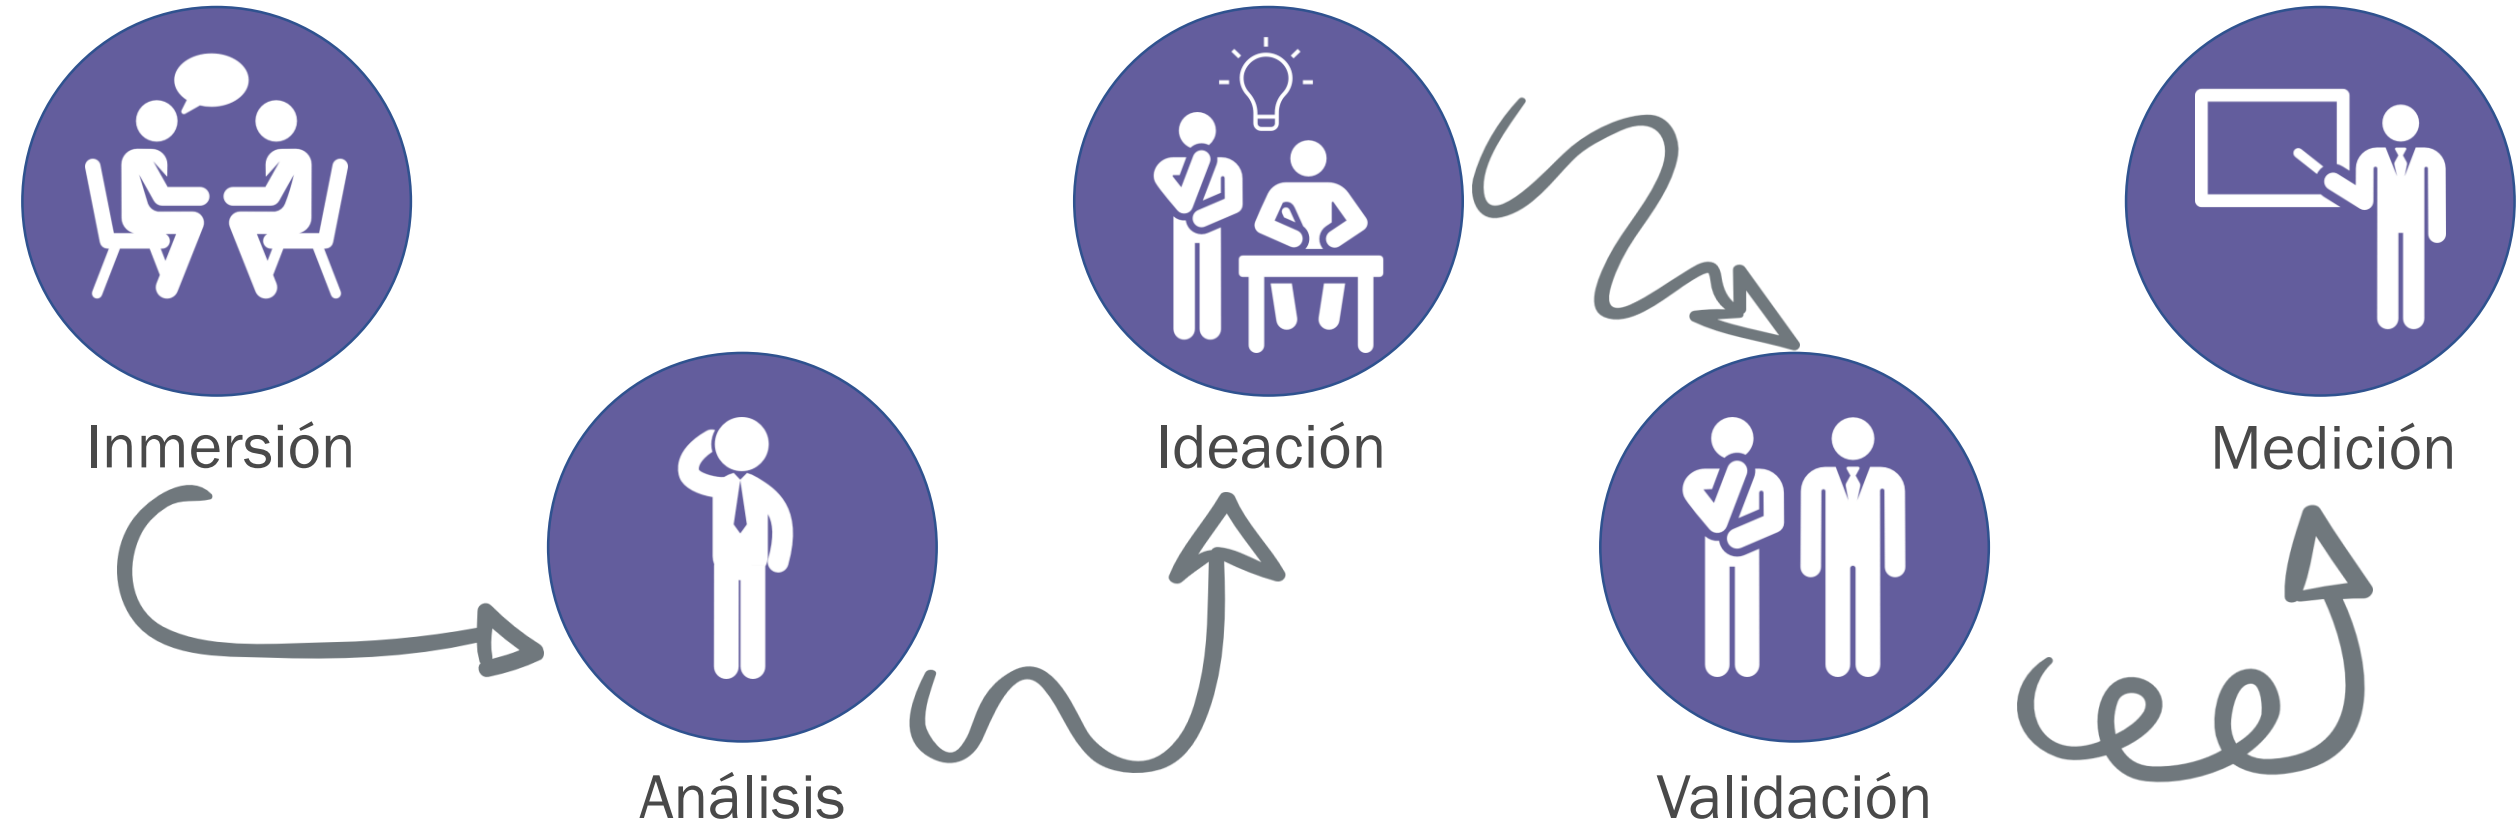 Inmersión
Análisis
Ideación
Validación
Medición